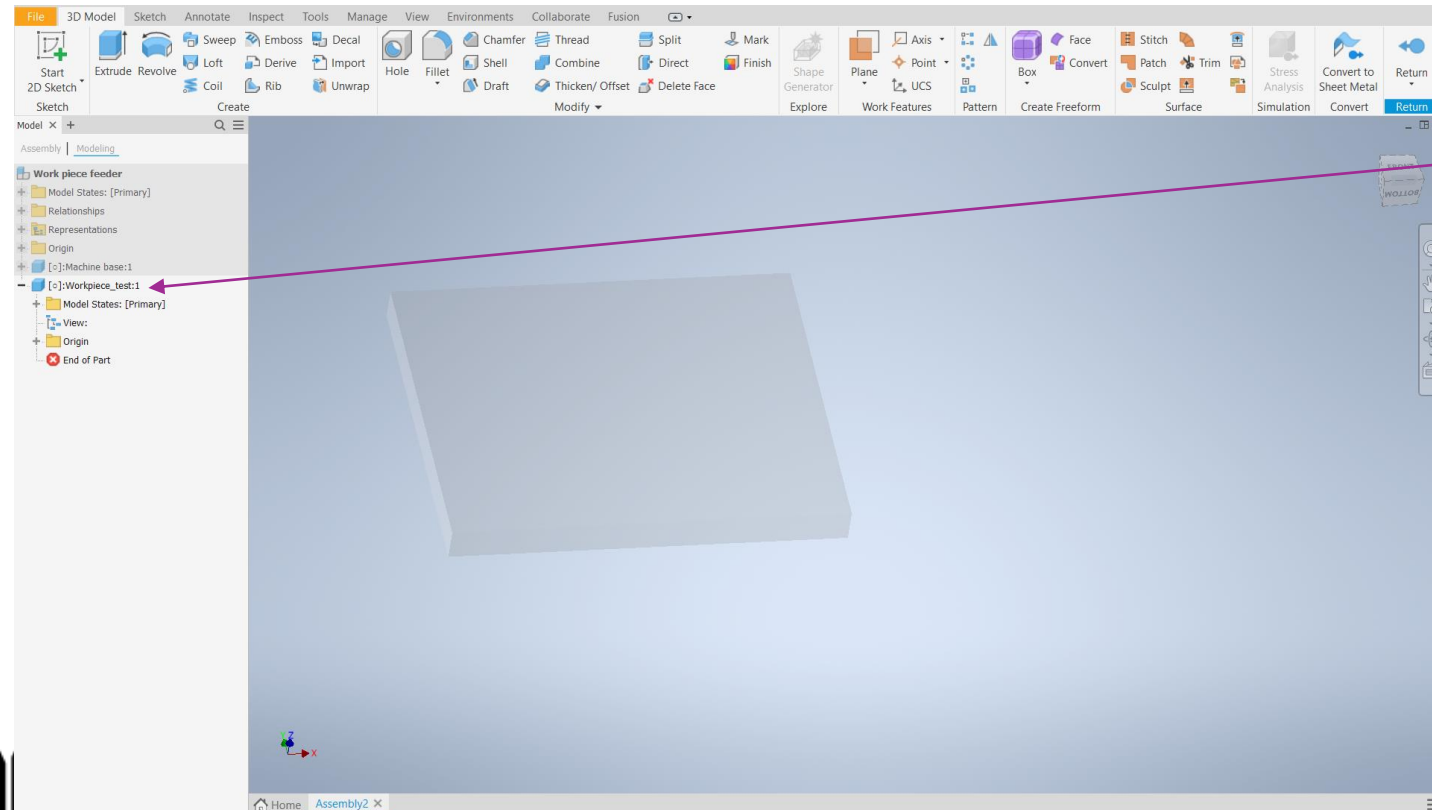 File 3D Model Sketch Annotate Inspect Tools Manage View Environments Collaborate Fusion
Start 2D Sketch
Extrude Revolve
Sweep Emboss Decal
Loft Derive Import
Coil Rib Unwrap
Hole Fillet
Chamfer Thread Split Mark
Shell Combine Direct Finish
Draft Thicken/ Offset Delete Face
Shape Generator
Plane
Axis
Point
UCS
Box
Face
Convert
Stitch
Patch Trim
Sculpt
Stress Analysis
Convert to Sheet Metal
Return
Sketch Create Modify Explore Work Features Pattern Create Freeform Surface Simulation Convert Return
Model × +
Assembly | Modeling
Work piece feeder
Model States: [Primary]
Relationships
Representations
Origin
[○]:Machine base:1
[○]:Workpiece_test:1
Model States: [Primary]
View:
Origin
End of Part
BOTTOM
Z
X
Home Assembly2 ×